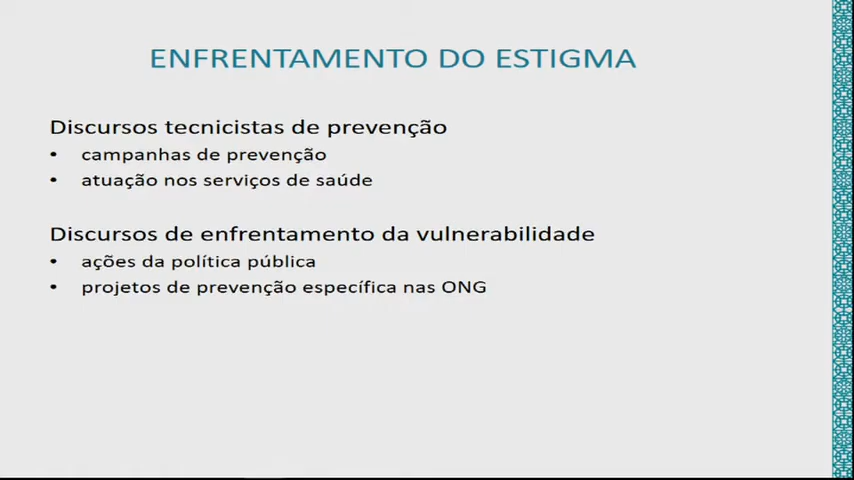 ENFRENTAMENTO DO ESTIGMA
Discursos tecnicistas de prevenção
• campanhas de prevenção
• atuação nos serviços de saúde
Discursos de enfrentamento da vulnerabilidade
• ações da política pública
• projetos de prevenção específica nas ONG